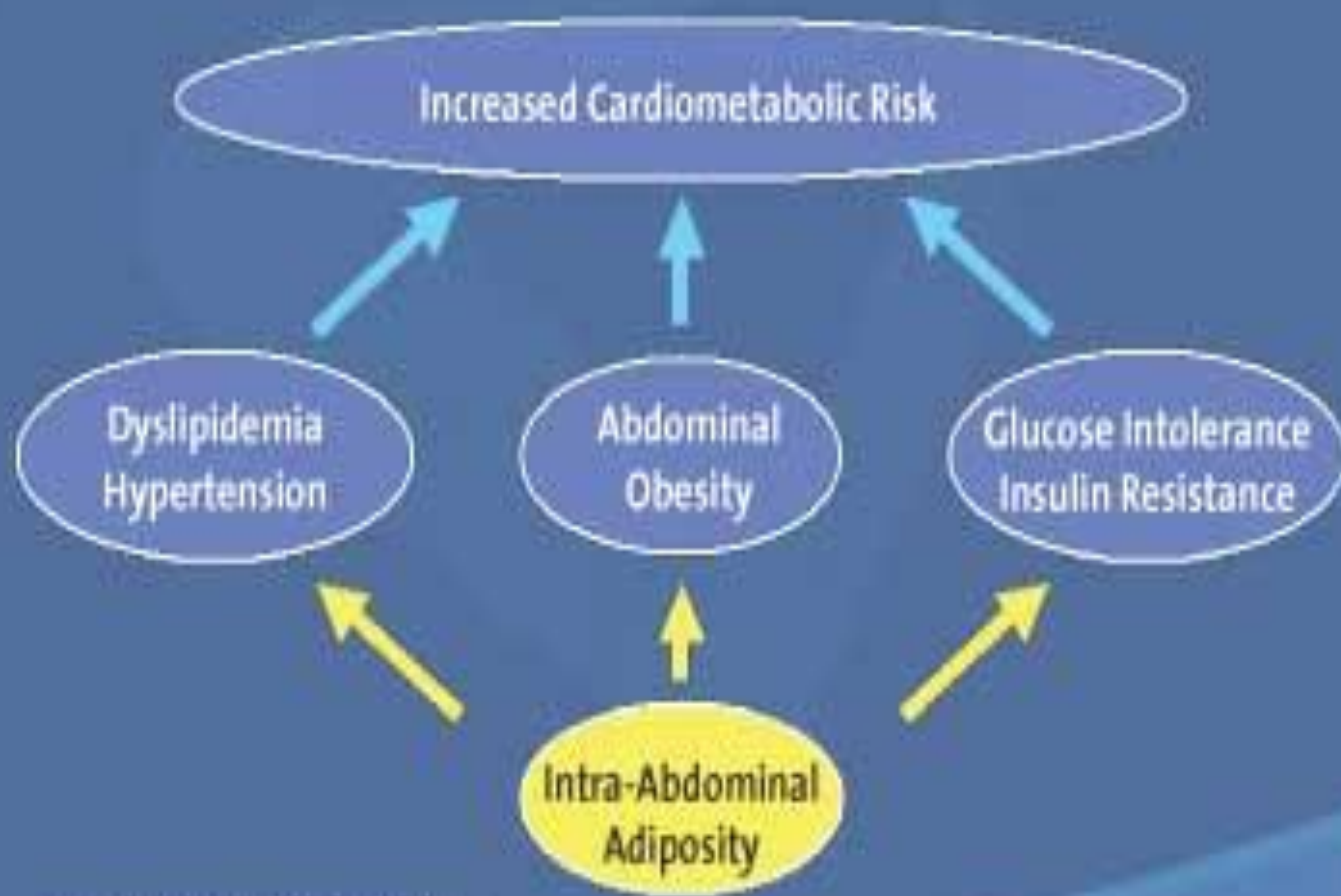 Increased Cardiometabolic Risk
Dyslipidemia
Hypertension
Abdominal
Obesity
Glucose Intolerance
Insulin Resistance
Intra-Abdominal
Adiposity